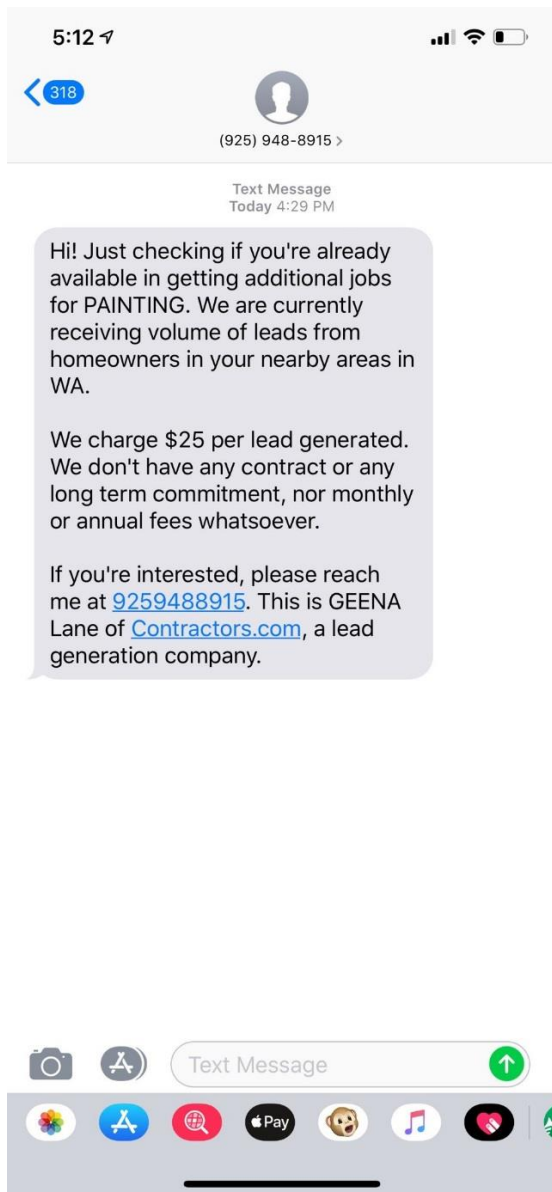 5:12
318
(925) 948-8915 >
Text Message
Today 4:29 PM
Hi! Just checking if you're already
available in getting additional jobs
for PAINTING. We are currently
receiving volume of leads from
homeowners in your nearby areas in
WA.
We charge $25 per lead generated.
We don't have any contract or any
long term commitment, nor monthly
or annual fees whatsoever.
If you're interested, please reach
me at 9259488915. This is GEENA
Lane of Contractors.com, a lead
generation company.
Text Message
Pay